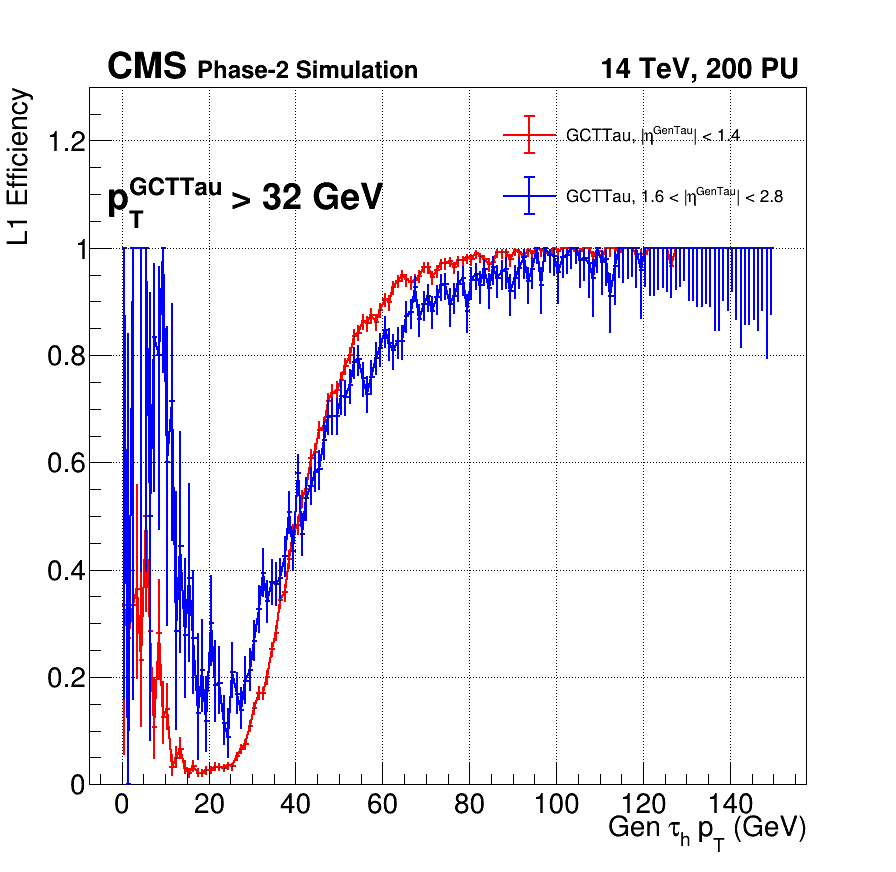 CMS Phase-2 Simulation 14 TeV, 200 PU
L1 Efficiency
1.2
1
0.8
0.6
0.4
0.2
0
p_T^GCTTau > 32 GeV
GCTTau, |η^GenTau| < 1.4
GCTTau, 1.6 < |η^GenTau| < 2.8
0 20 40 60 80 100 120 140
Gen τ_h p_T (GeV)